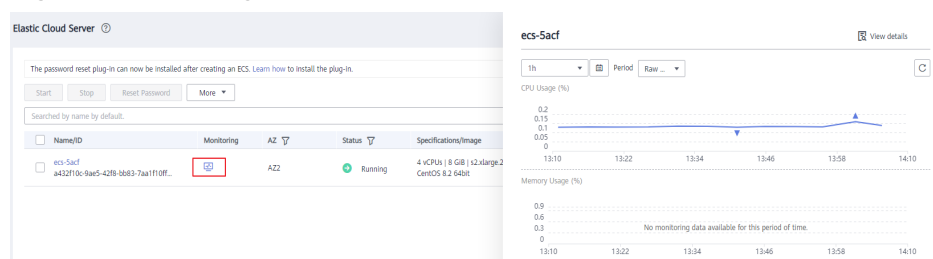 Elastic Cloud Server
The password reset plug-in can now be installed after creating an ECS. Learn how to install the plug-in.
Start Stop Reset Password More
Searched by name by default.
Name/ID Monitoring AZ Status Specifications/Image
ecs-5acf
a432f10c-9ae5-42f8-bb83-7aa1f10ff...
AZ2
Running
4 vCPUs | 8 GiB | s2.xlarge.2
CentOS 8.2 64bit
ecs-5acf
View details
1h Period Raw ...
CPU Usage (%)
0.2
0.15
0.1
0.05
0
13:10 13:22 13:34 13:46 13:58 14:10
Memory Usage (%)
0.9
0.6
0.3
0
No monitoring data available for this period of time.
13:10 13:22 13:34 13:46 13:58 14:10